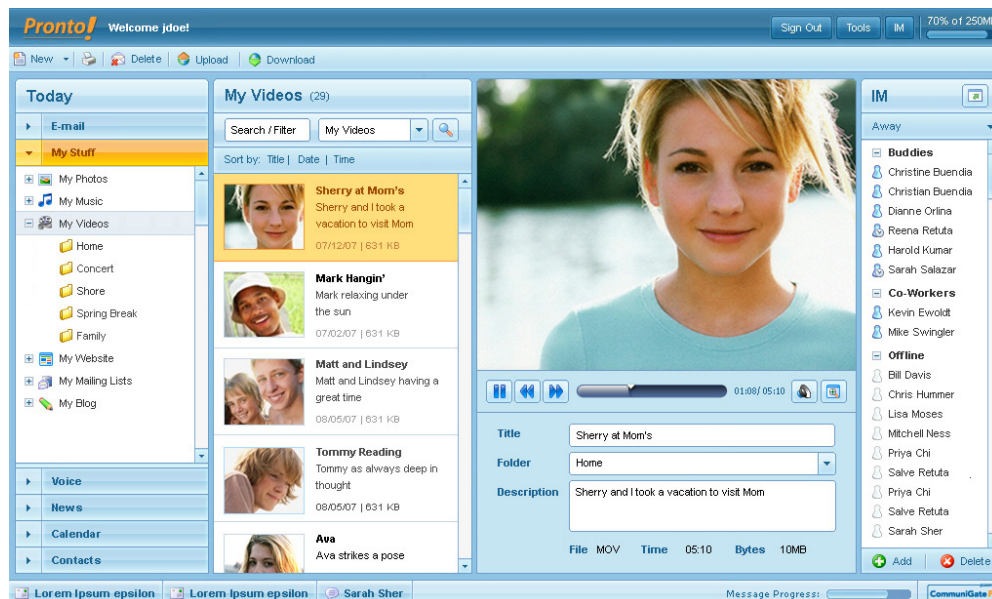 Pronto! Welcome jdoe!
Sign Out Tools IM 70% of 250M
New Delete Upload Download
Today
E-mail
My Stuff
My Photos
My Music
My Videos
Home
Concert
Shore
Spring Break
Family
My Website
My Mailing Lists
My Blog
Voice
News
Calendar
Contacts
My Videos (29)
Search / Filter My Videos
Sort by: Title | Date | Time
Sherry at Mom's
Sherry and I took a
vacation to visit Mom
07/12/07 | 631 KB
Mark Hangin'
Mark relaxing under
the sun
07/02/07 | 631 KB
Matt and Lindsey
Matt and Lindsey having a
great time
08/05/07 | 631 KB
Tommy Reading
Tommy as always deep in
thought
08/05/07 | 631 KB
Ava
Ava strikes a pose
01:08/ 05:10
Title Sherry at Mom's
Folder Home
Description Sherry and I took a vacation to visit Mom
File MOV Time 05:10 Bytes 10MB
IM
Away
Buddies
Christine Buendia
Christian Buendia
Dianne Orlina
Reena Retuta
Harold Kumar
Sarah Salazar
Co-Workers
Kevin Ewoldt
Mike Swingler
Offline
Bill Davis
Chris Hummer
Lisa Moses
Mitchell Ness
Priya Chi
Salve Retuta
Priya Chi
Salve Retuta
Sarah Sher
Add Delete
Lorem Ipsum epsilon Lorem Ipsum epsilon Sarah Sher Message Progress: CommuniGate